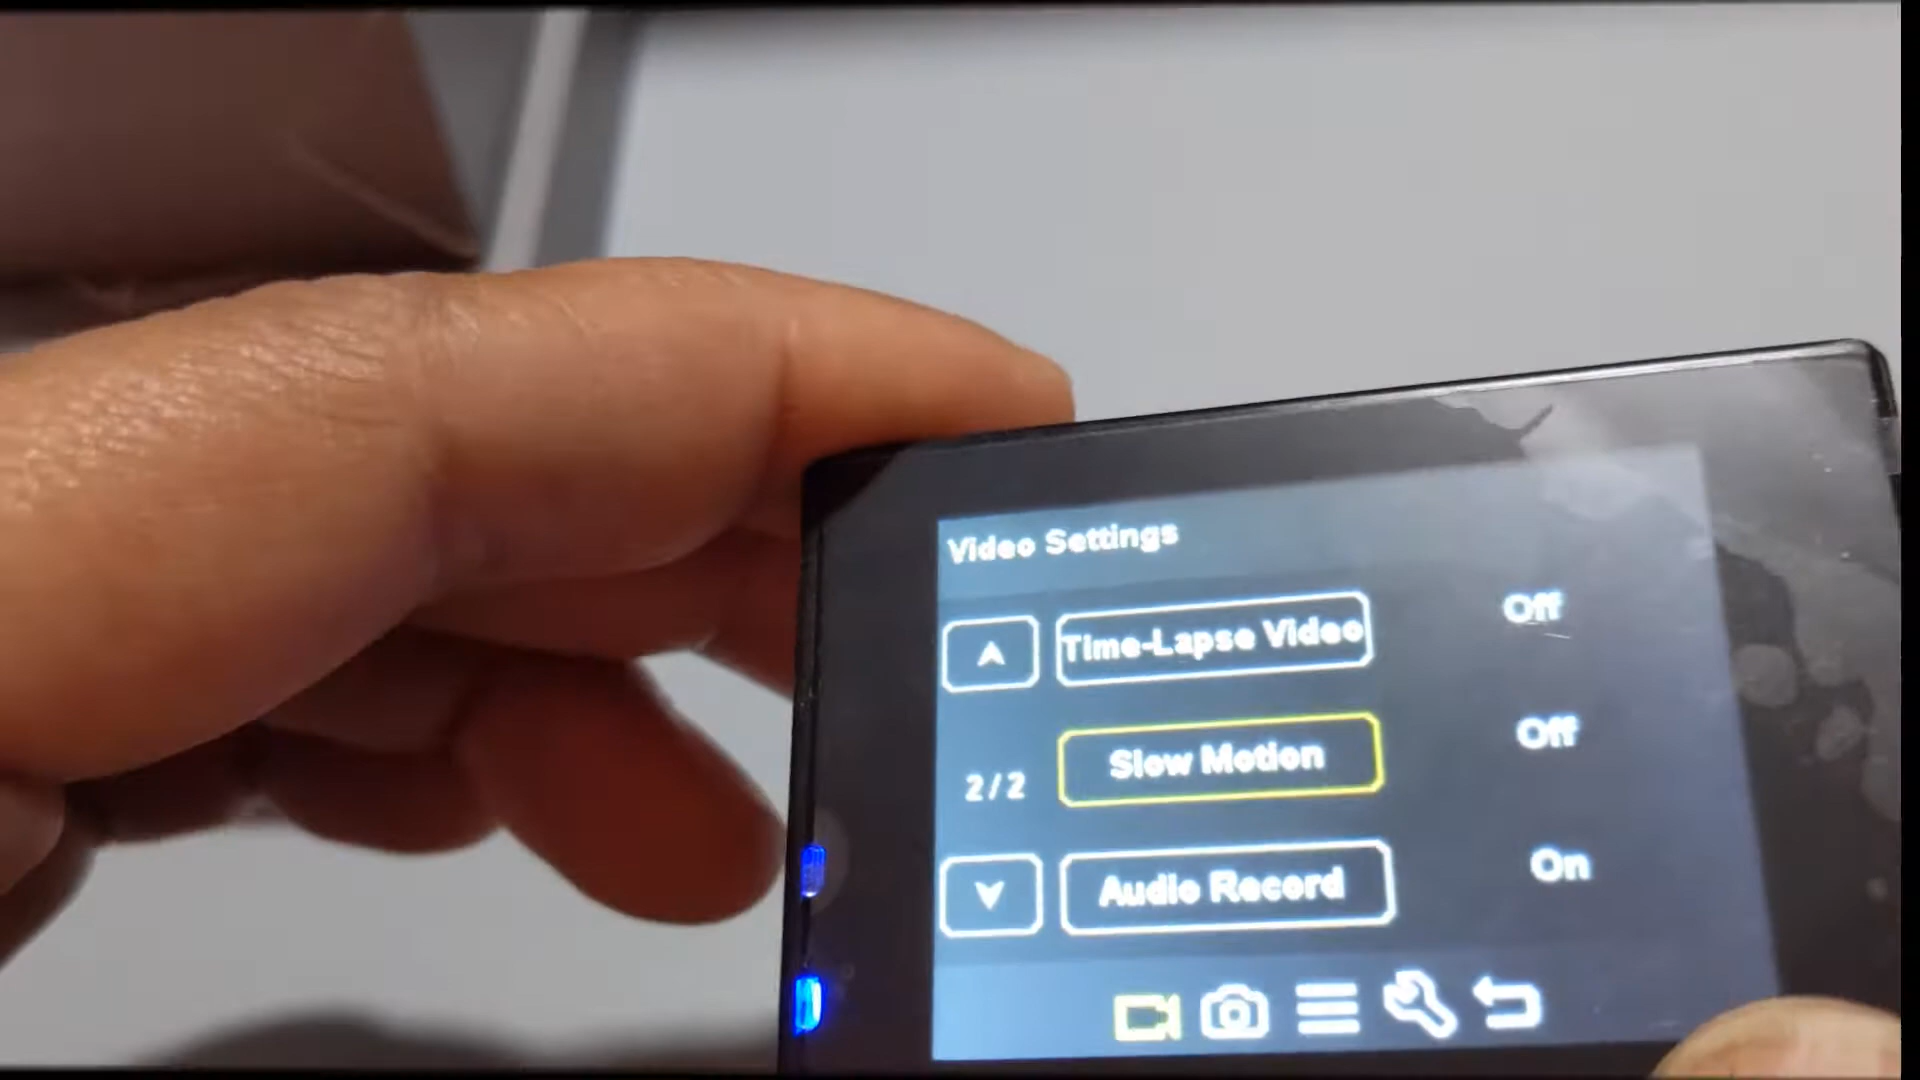 Video Settings
Time-Lapse Video Off
Slow Motion Off
2/2
Audio Record On